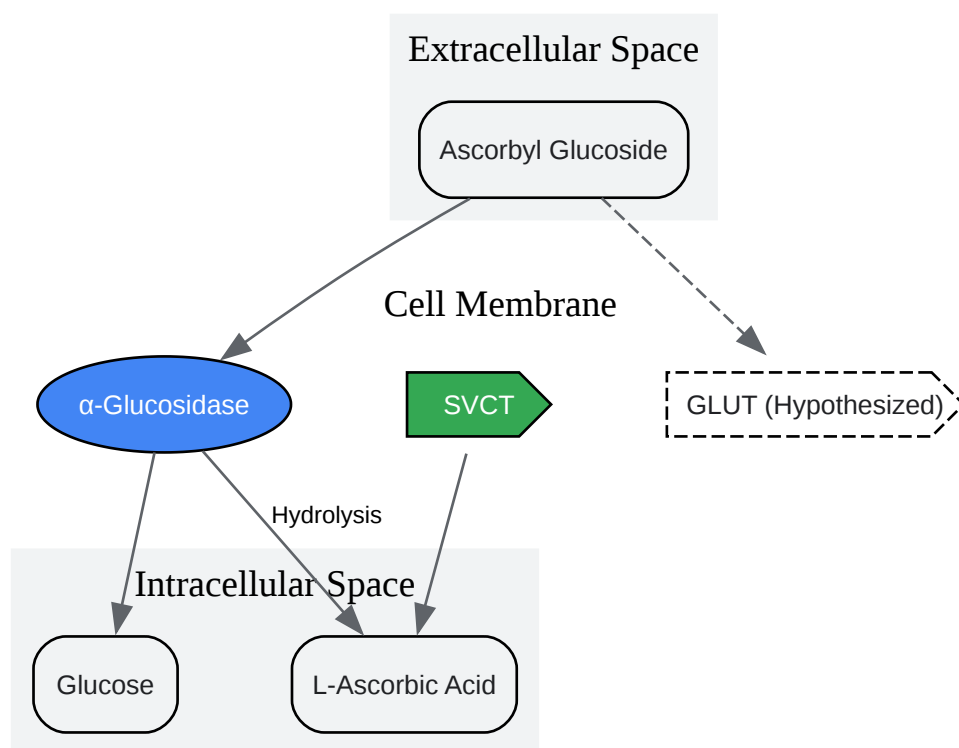 Extracellular Space
Ascorbyl Glucoside
Cell Membrane
α-Glucosidase
SVCT
GLUT (Hypothesized)
Hydrolysis
Intracellular Space
Glucose
L-Ascorbic Acid